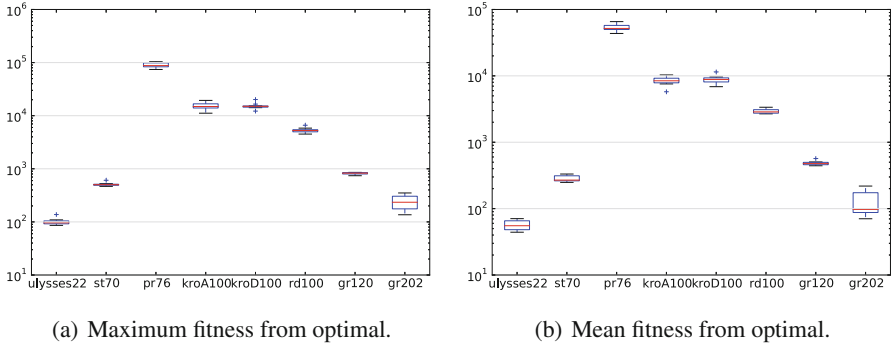 10^6
10^5
10^4
10^3
10^2
10^1
ulysses22 st70 pr76 kroA100 kroD100 rd100 gr120 gr202
(a) Maximum fitness from optimal.
10^5
10^4
10^3
10^2
10^1
ulysses22 st70 pr76 kroA100 kroD100 rd100 gr120 gr202
(b) Mean fitness from optimal.